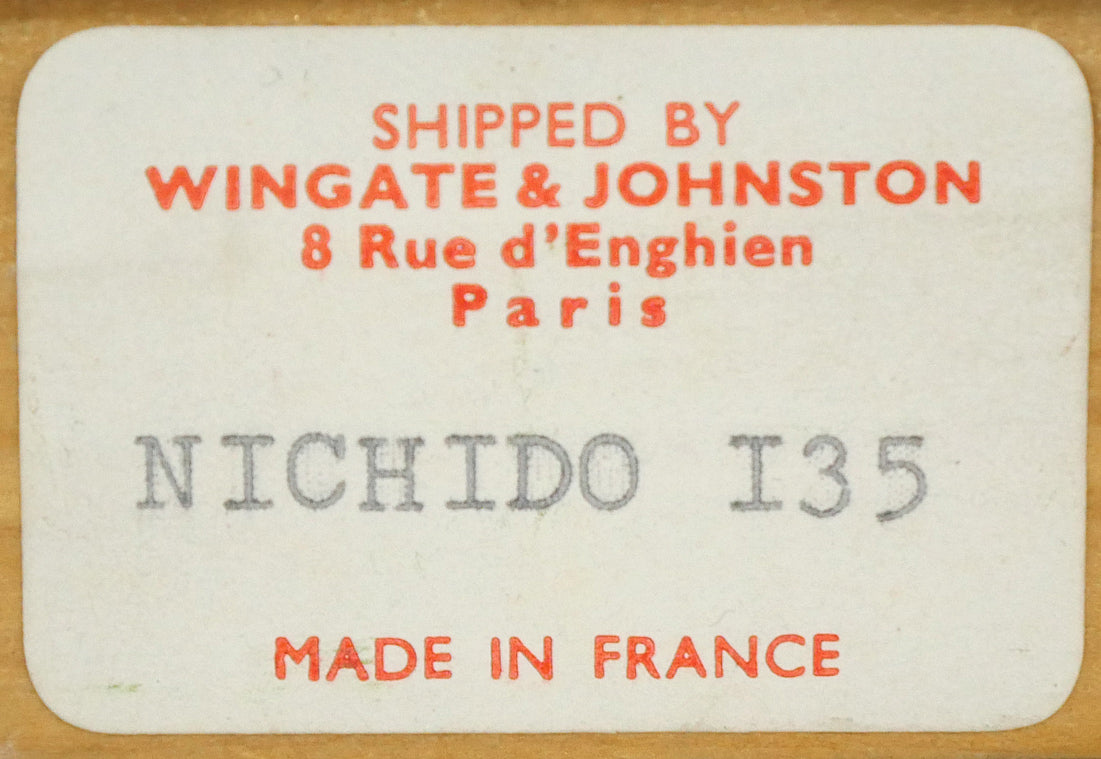 SHIPPED BY
WINGATE & JOHNSTON
8 Rue d'Enghien
Paris
NICHIDO I35
MADE IN FRANCE